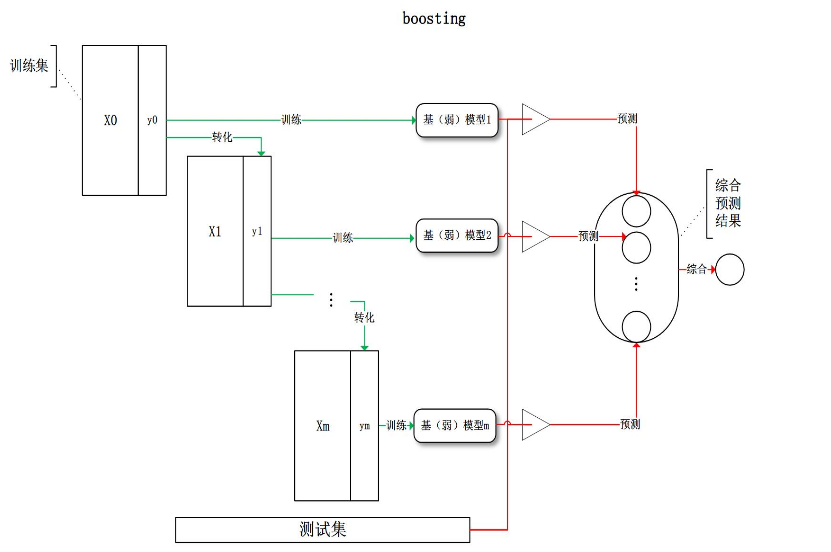 boosting
训练集
X0
y0
训练
基（弱）模型1
预测
转化
X1
y1
训练
基（弱）模型2
预测
综合
预测
结果
综合
⋮
⋮
转化
Xm
ym
训练
基（弱）模型m
预测
测试集